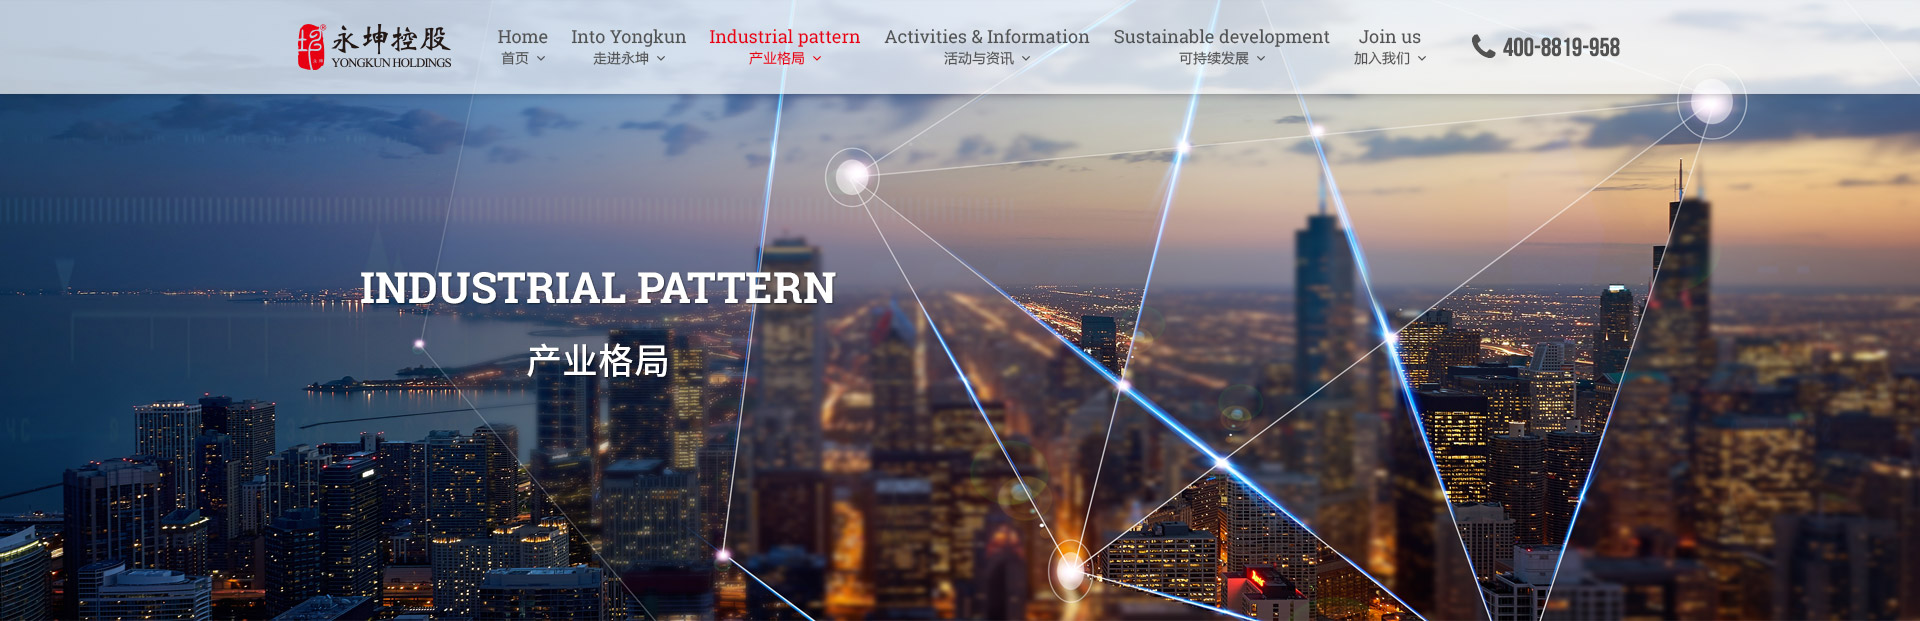 永坤控股
YONGKUN HOLDINGS
Home
首页
Into Yongkun
走进永坤
Industrial pattern
产业格局
Activities & Information
活动与资讯
Sustainable development
可持续发展
Join us
加入我们
400-8819-958
INDUSTRIAL PATTERN
产业格局